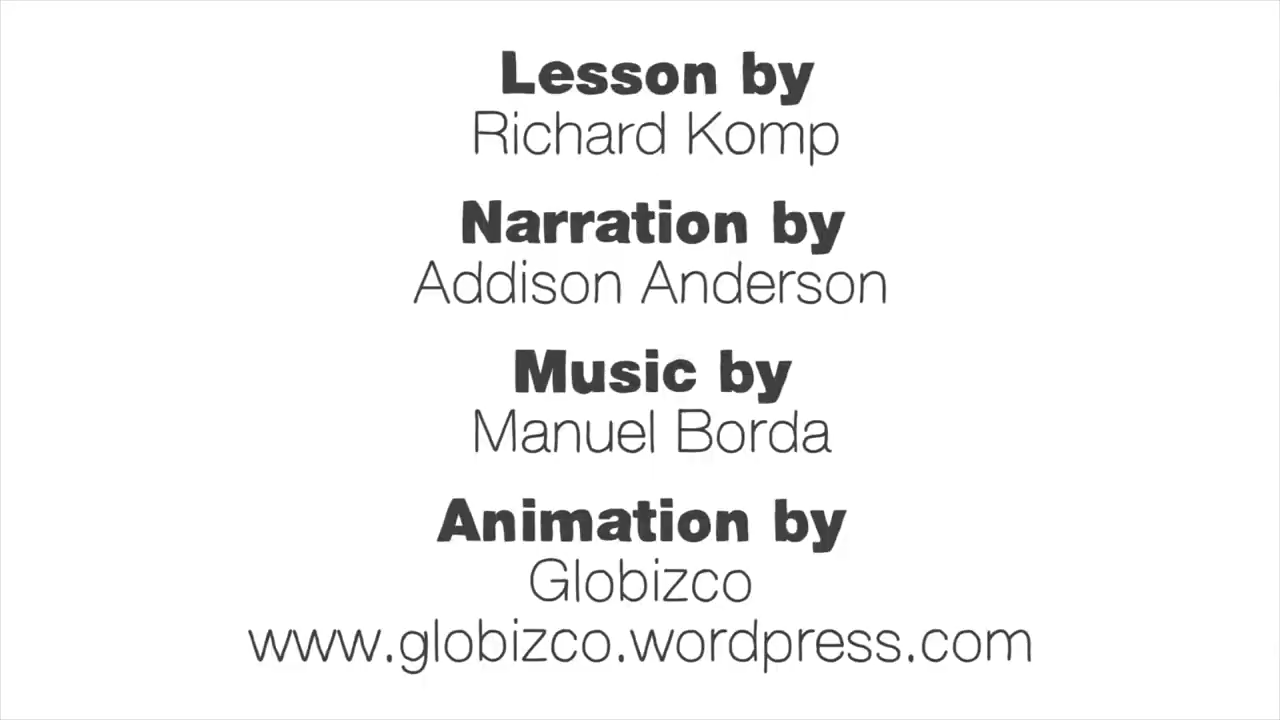 Lesson by
Richard Komp
Narration by
Addison Anderson
Music by
Manuel Borda
Animation by
Globizco
www.globizco.wordpress.com